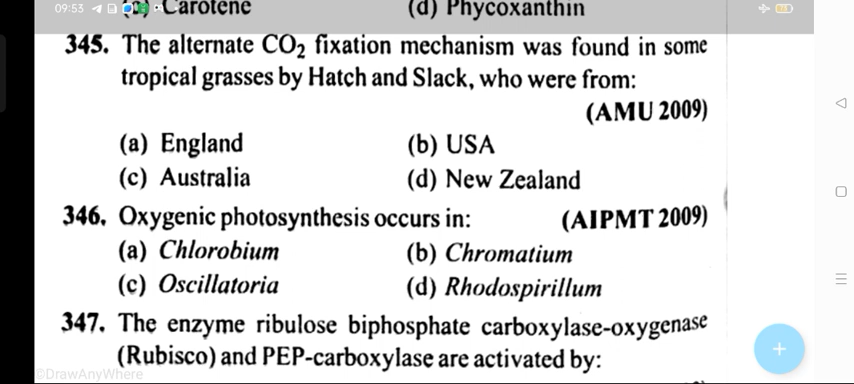 09:53
Carotene (d) Phycoxanthin
345. The alternate CO₂ fixation mechanism was found in some
tropical grasses by Hatch and Slack, who were from:
(AMU 2009)
(a) England (b) USA
(c) Australia (d) New Zealand
346. Oxygenic photosynthesis occurs in: (AIPMT 2009)
(a) Chlorobium (b) Chromatium
(c) Oscillatoria (d) Rhodospirillum
347. The enzyme ribulose biphosphate carboxylase-oxygenase
(Rubisco) and PEP-carboxylase are activated by:
©DrawAnyWhere